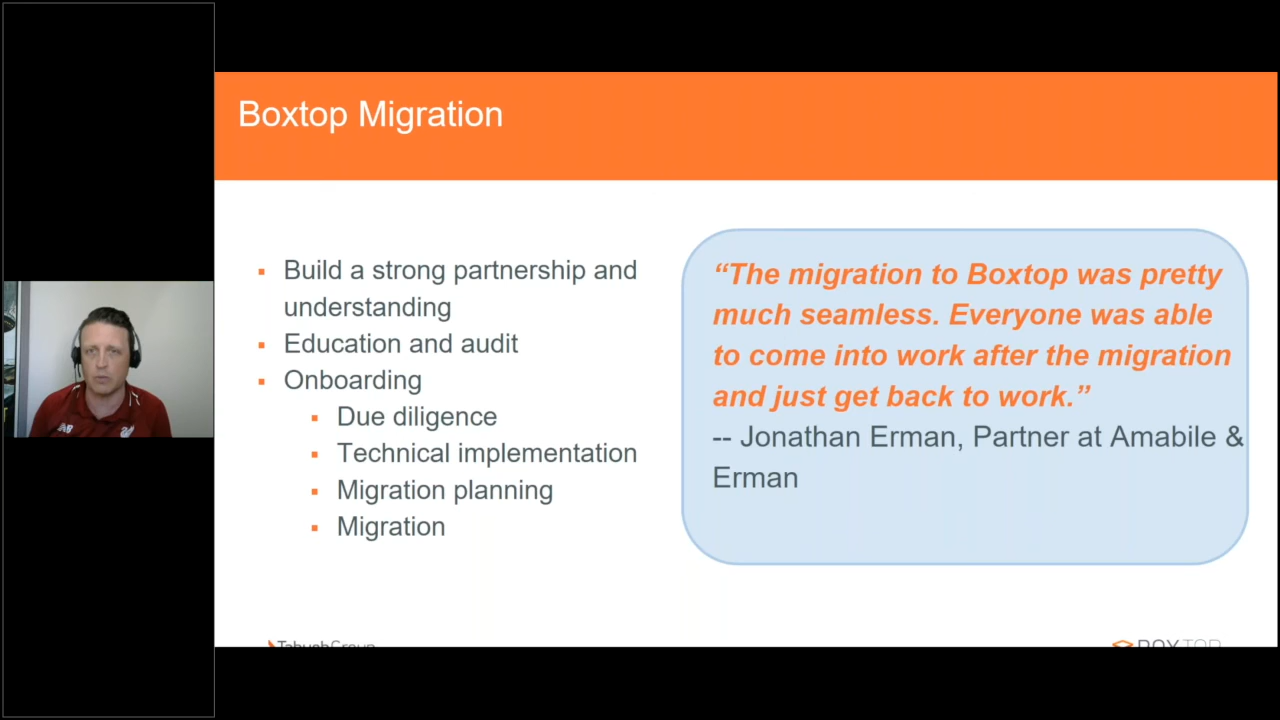 Boxtop Migration
Build a strong partnership and
understanding
Education and audit
Onboarding
Due diligence
Technical implementation
Migration planning
Migration
“The migration to Boxtop was pretty
much seamless. Everyone was able
to come into work after the migration
and just get back to work.”
-- Jonathan Erman, Partner at Amabile &
Erman
TabushGroup
BOXTOP